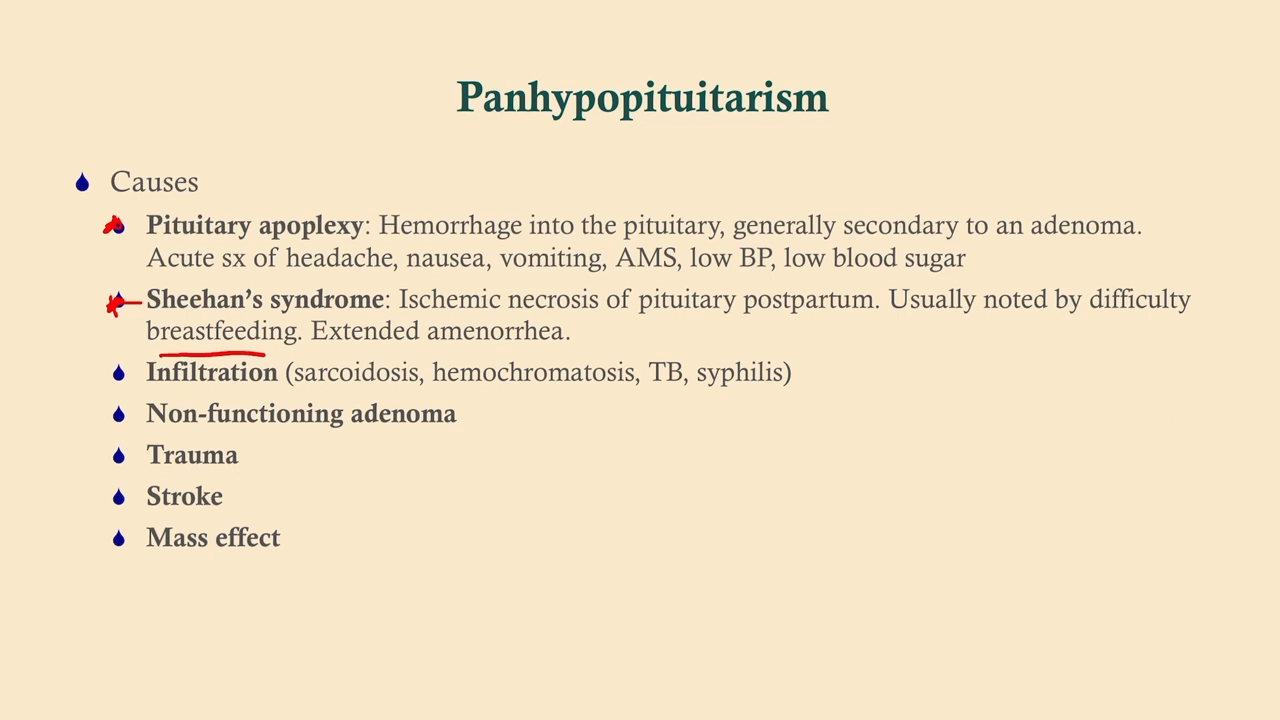 Panhypopituitarism
Causes
Pituitary apoplexy: Hemorrhage into the pituitary, generally secondary to an adenoma.
Acute sx of headache, nausea, vomiting, AMS, low BP, low blood sugar
Sheehan’s syndrome: Ischemic necrosis of pituitary postpartum. Usually noted by difficulty
breastfeeding. Extended amenorrhea.
Infiltration (sarcoidosis, hemochromatosis, TB, syphilis)
Non-functioning adenoma
Trauma
Stroke
Mass effect